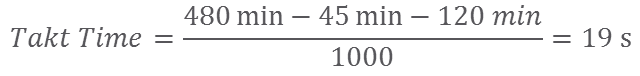 Takt Time = (480 min − 45 min − 120 min) / 1000 = 19 s